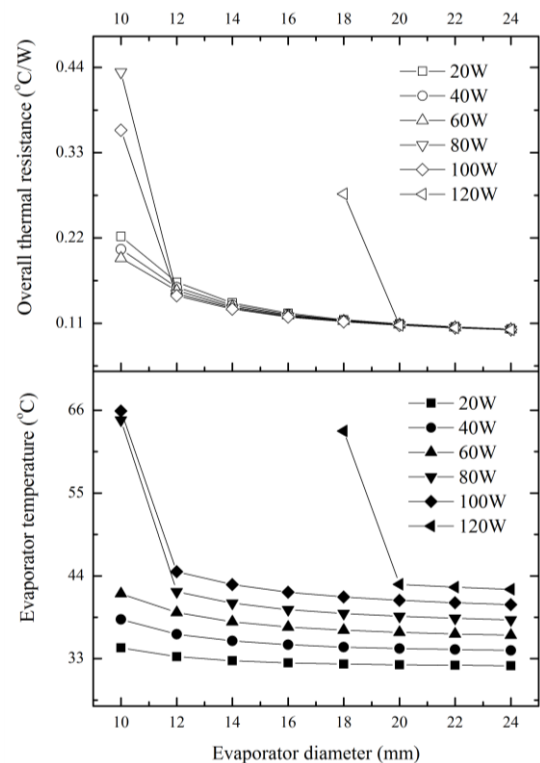 10 12 14 16 18 20 22 24
Overall thermal resistance (°C/W)
0.44
0.33
0.22
0.11
20W
40W
60W
80W
100W
120W
Evaporator temperature (°C)
66
55
44
33
20W
40W
60W
80W
100W
120W
10 12 14 16 18 20 22 24
Evaporator diameter (mm)